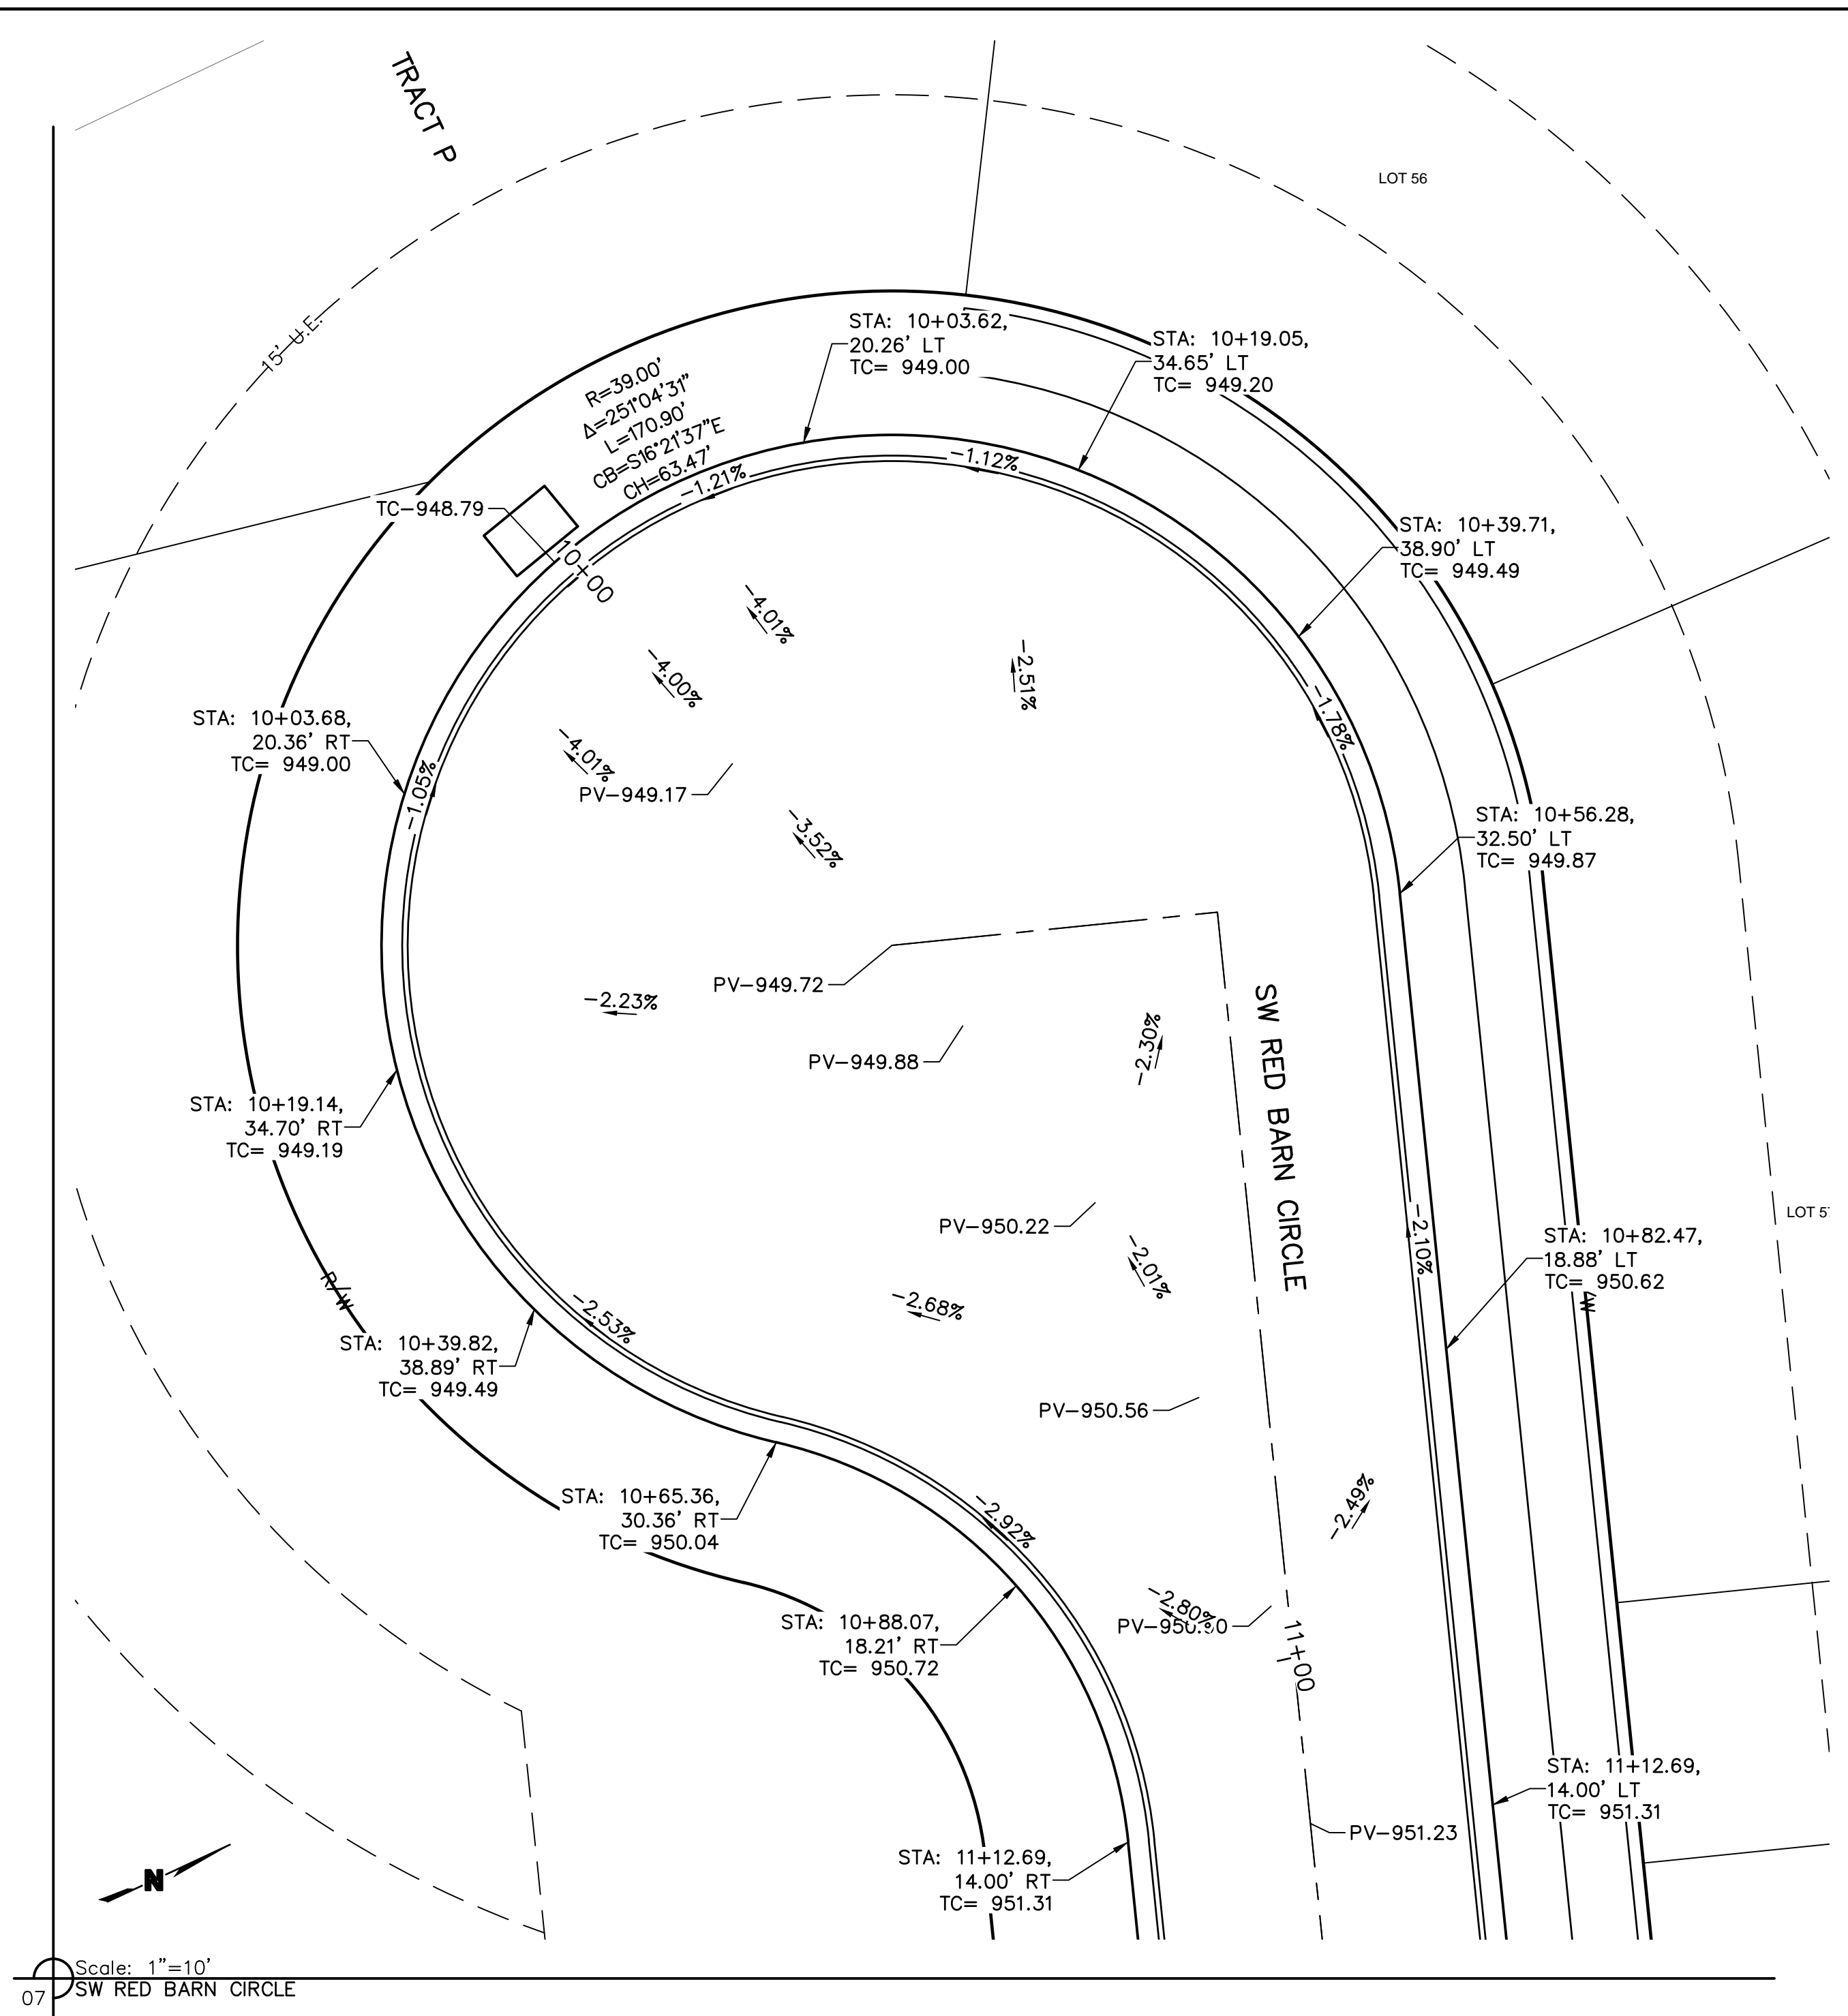 TRACT P
LOT 56
15' U.E.
R=39.00'
Δ=251°04'31"
L=170.90'
CB=S16°21'37"E
CH=63.47'
STA: 10+03.62,
20.26' LT
TC= 949.00
STA: 10+19.05,
34.65' LT
TC= 949.20
-1.12%
-1.21%
TC-948.79
10+00
STA: 10+39.71,
38.90' LT
TC= 949.49
-4.01%
-4.00%
-2.51%
-1.78%
STA: 10+03.68,
20.36' RT
TC= 949.00
-4.01%
-1.05%
PV-949.17
-3.52%
STA: 10+56.28,
32.50' LT
TC= 949.87
PV-949.72
-2.23%
SW RED BARN CIRCLE
PV-949.88
-2.30%
STA: 10+19.14,
34.70' RT
TC= 949.19
PV-950.22
-2.10%
LOT 5
STA: 10+82.47,
18.88' LT
TC= 950.62
-2.01%
R/W
-2.68%
-2.53%
STA: 10+39.82,
38.89' RT
TC= 949.49
PV-950.56
STA: 10+65.36,
30.36' RT
TC= 950.04
-2.92%
-2.49%
-2.80%
STA: 10+88.07,
18.21' RT
TC= 950.72
11+00
STA: 11+12.69,
14.00' LT
TC= 951.31
PV-951.23
STA: 11+12.69,
14.00' RT
TC= 951.31
N
Scale: 1"=10'
SW RED BARN CIRCLE
07